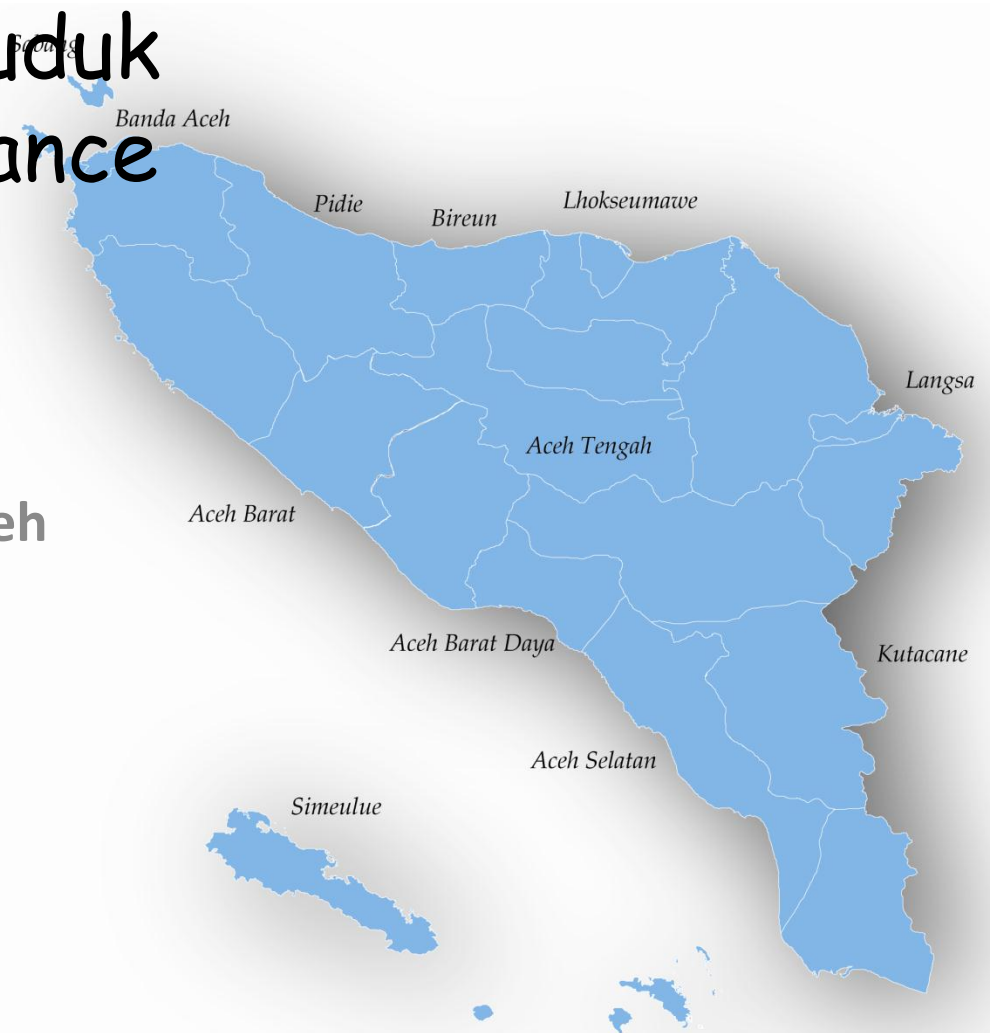 Sabang
uduk
Banda Aceh
ance
Pidie
Lhokseumawe
Bireun
Langsa
Aceh Tengah
Aceh Barat
eh
Aceh Barat Daya
Kutacane
Aceh Selatan
Simeulue